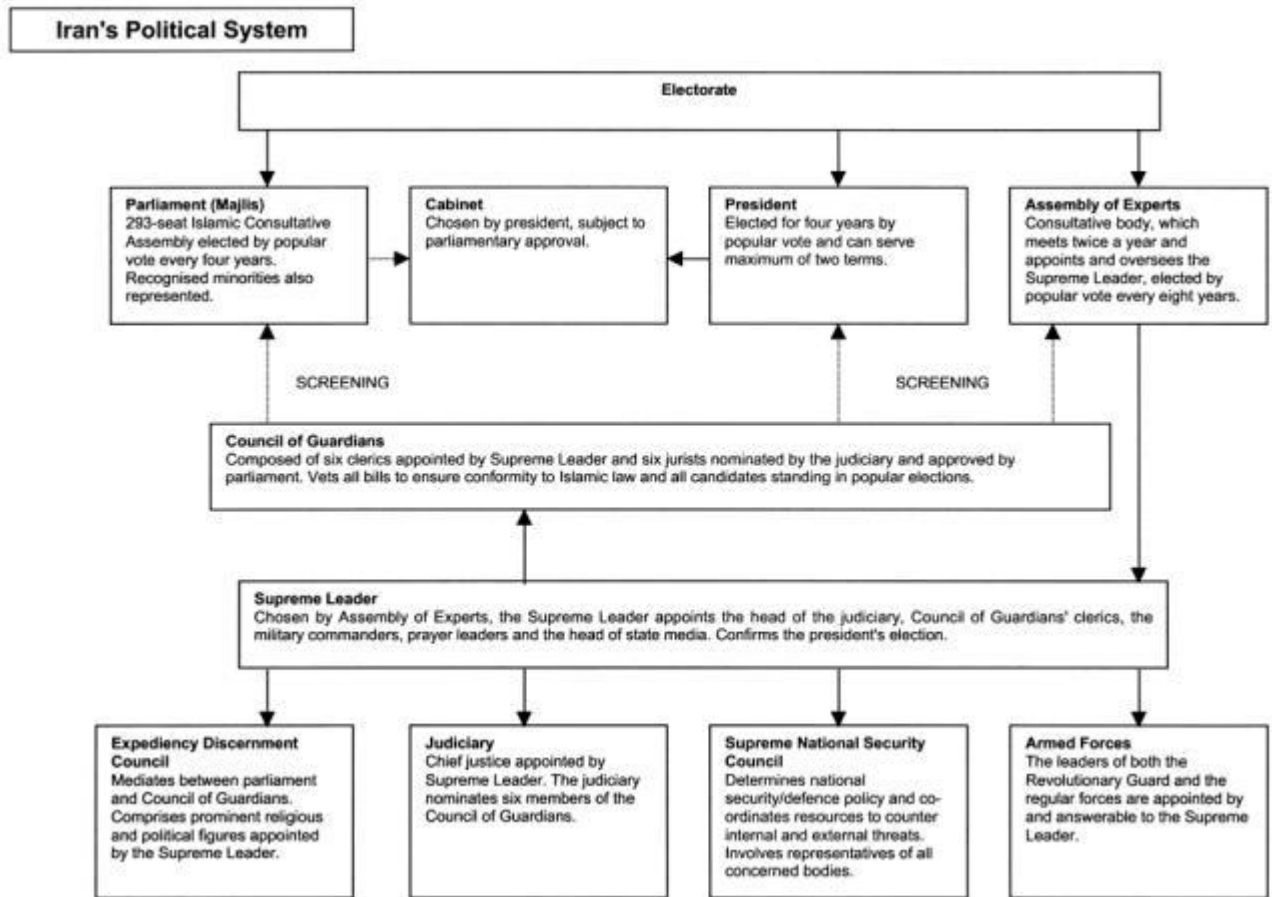 Iran's Political System
Electorate
Parliament (Majlis)
293-seat Islamic Consultative
Assembly elected by popular
vote every four years.
Recognised minorities also
represented.
Cabinet
Chosen by president, subject to
parliamentary approval.
President
Elected for four years by
popular vote and can serve
maximum of two terms.
Assembly of Experts
Consultative body, which
meets twice a year and
appoints and oversees the
Supreme Leader, elected by
popular vote every eight years.
SCREENING
SCREENING
Council of Guardians
Composed of six clerics appointed by Supreme Leader and six jurists nominated by the judiciary and approved by
parliament. Vets all bills to ensure conformity to Islamic law and all candidates standing in popular elections.
Supreme Leader
Chosen by Assembly of Experts, the Supreme Leader appoints the head of the judiciary, Council of Guardians' clerics, the
military commanders, prayer leaders and the head of state media. Confirms the president's election.
Expediency Discernment
Council
Mediates between parliament
and Council of Guardians.
Comprises prominent religious
and political figures appointed
by the Supreme Leader.
Judiciary
Chief justice appointed by
Supreme Leader. The judiciary
nominates six members of the
Council of Guardians.
Supreme National Security
Council
Determines national
security/defence policy and co-
ordinates resources to counter
internal and external threats.
Involves representatives of all
concerned bodies.
Armed Forces
The leaders of both the
Revolutionary Guard and the
regular forces are appointed by
and answerable to the Supreme
Leader.